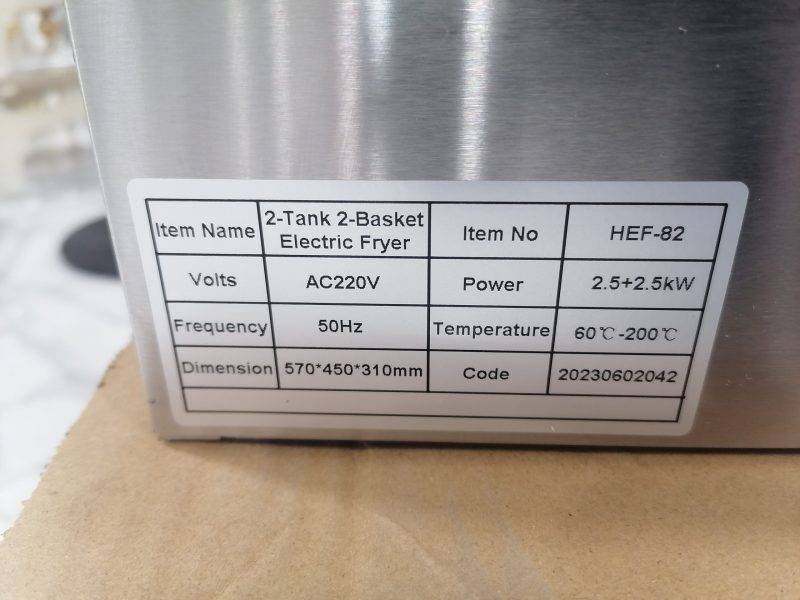 Item Name 2-Tank 2-Basket Electric Fryer Item No HEF-82
Volts AC220V Power 2.5+2.5kW
Frequency 50Hz Temperature 60℃-200℃
Dimension 570*450*310mm Code 20230602042